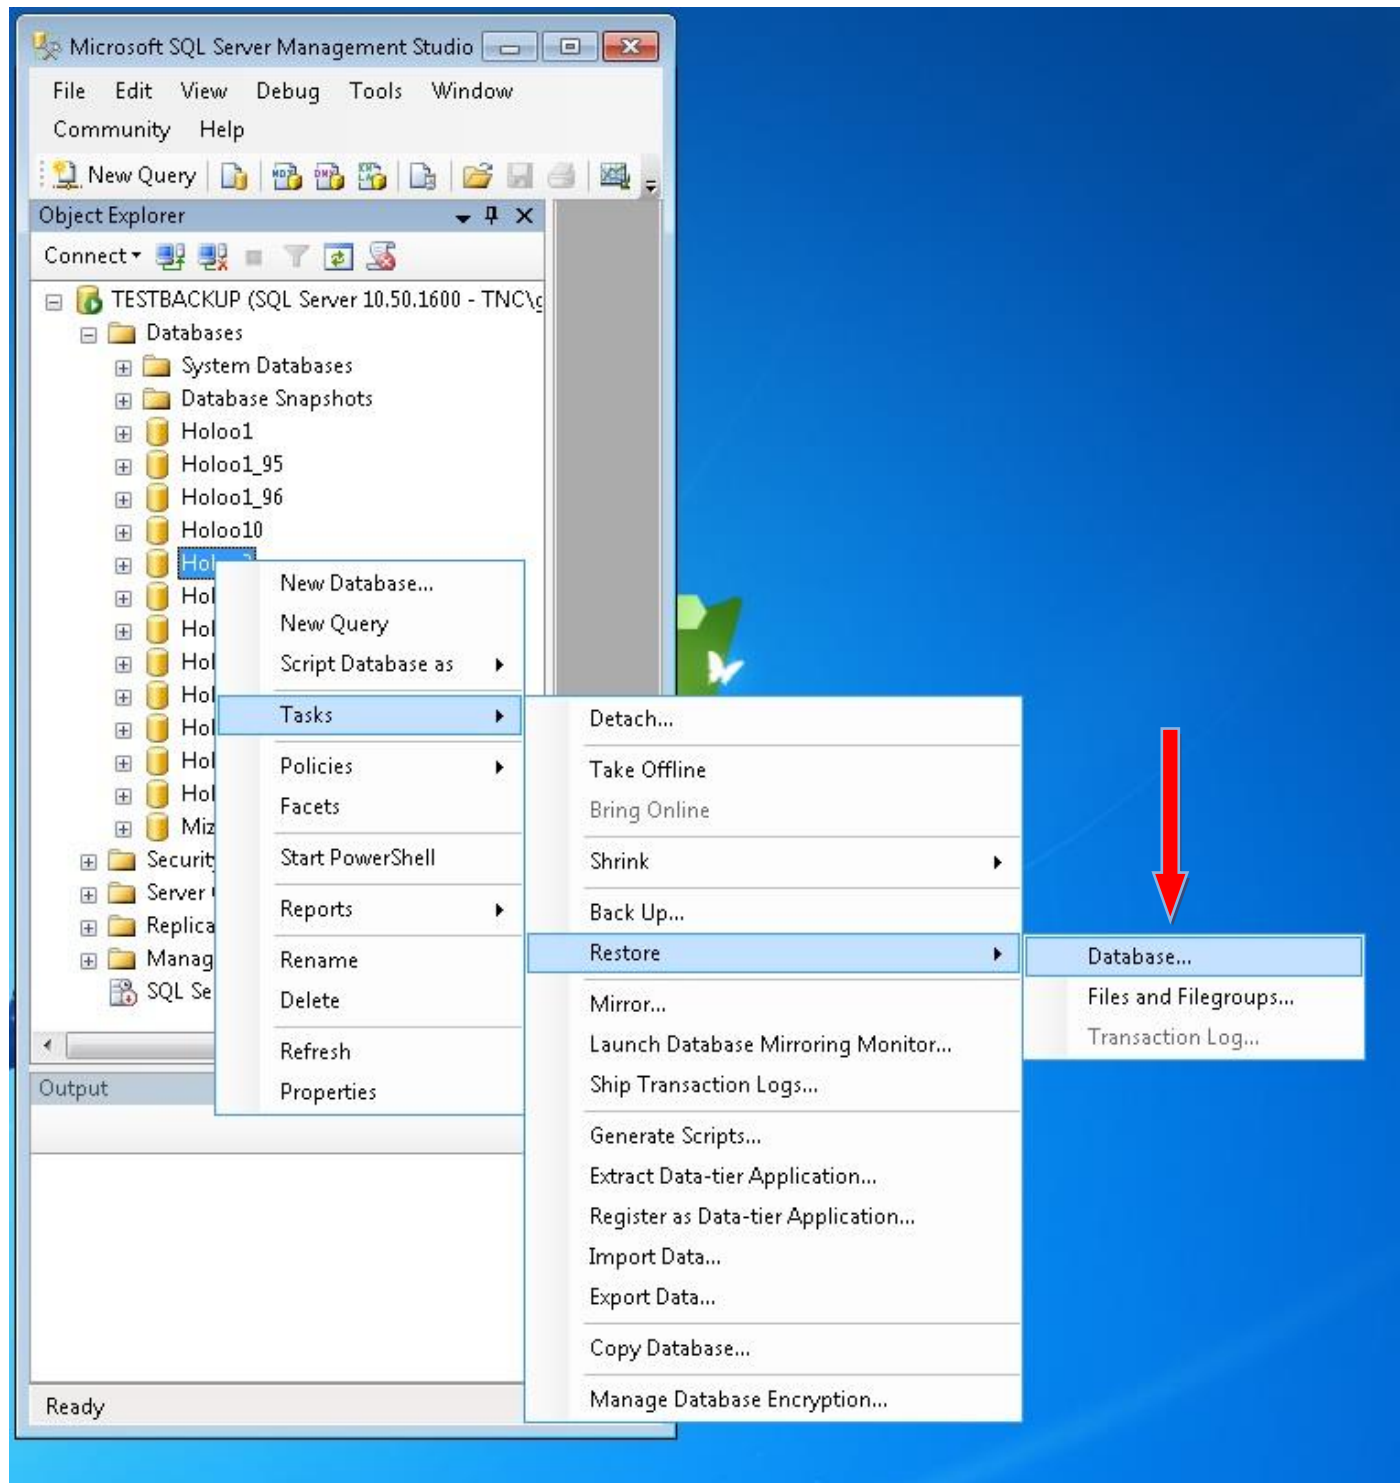 Microsoft SQL Server Management Studio
File Edit View Debug Tools Window
Community Help
New Query
Object Explorer
Connect
TESTBACKUP (SQL Server 10.50.1600 - TNC\g
Databases
System Databases
Database Snapshots
Holoo1
Holoo1_95
Holoo1_96
Holoo10
Hol
Hol
Hol
Hol
Hol
Hol
Hol
Hol
Miz
Securit
Server
Replica
Manag
SQL Se
Output
Ready
New Database...
New Query
Script Database as
Tasks
Policies
Facets
Start PowerShell
Reports
Rename
Delete
Refresh
Properties
Detach...
Take Offline
Bring Online
Shrink
Back Up...
Restore
Mirror...
Launch Database Mirroring Monitor...
Ship Transaction Logs...
Generate Scripts...
Extract Data-tier Application...
Register as Data-tier Application...
Import Data...
Export Data...
Copy Database...
Manage Database Encryption...
Database...
Files and Filegroups...
Transaction Log...